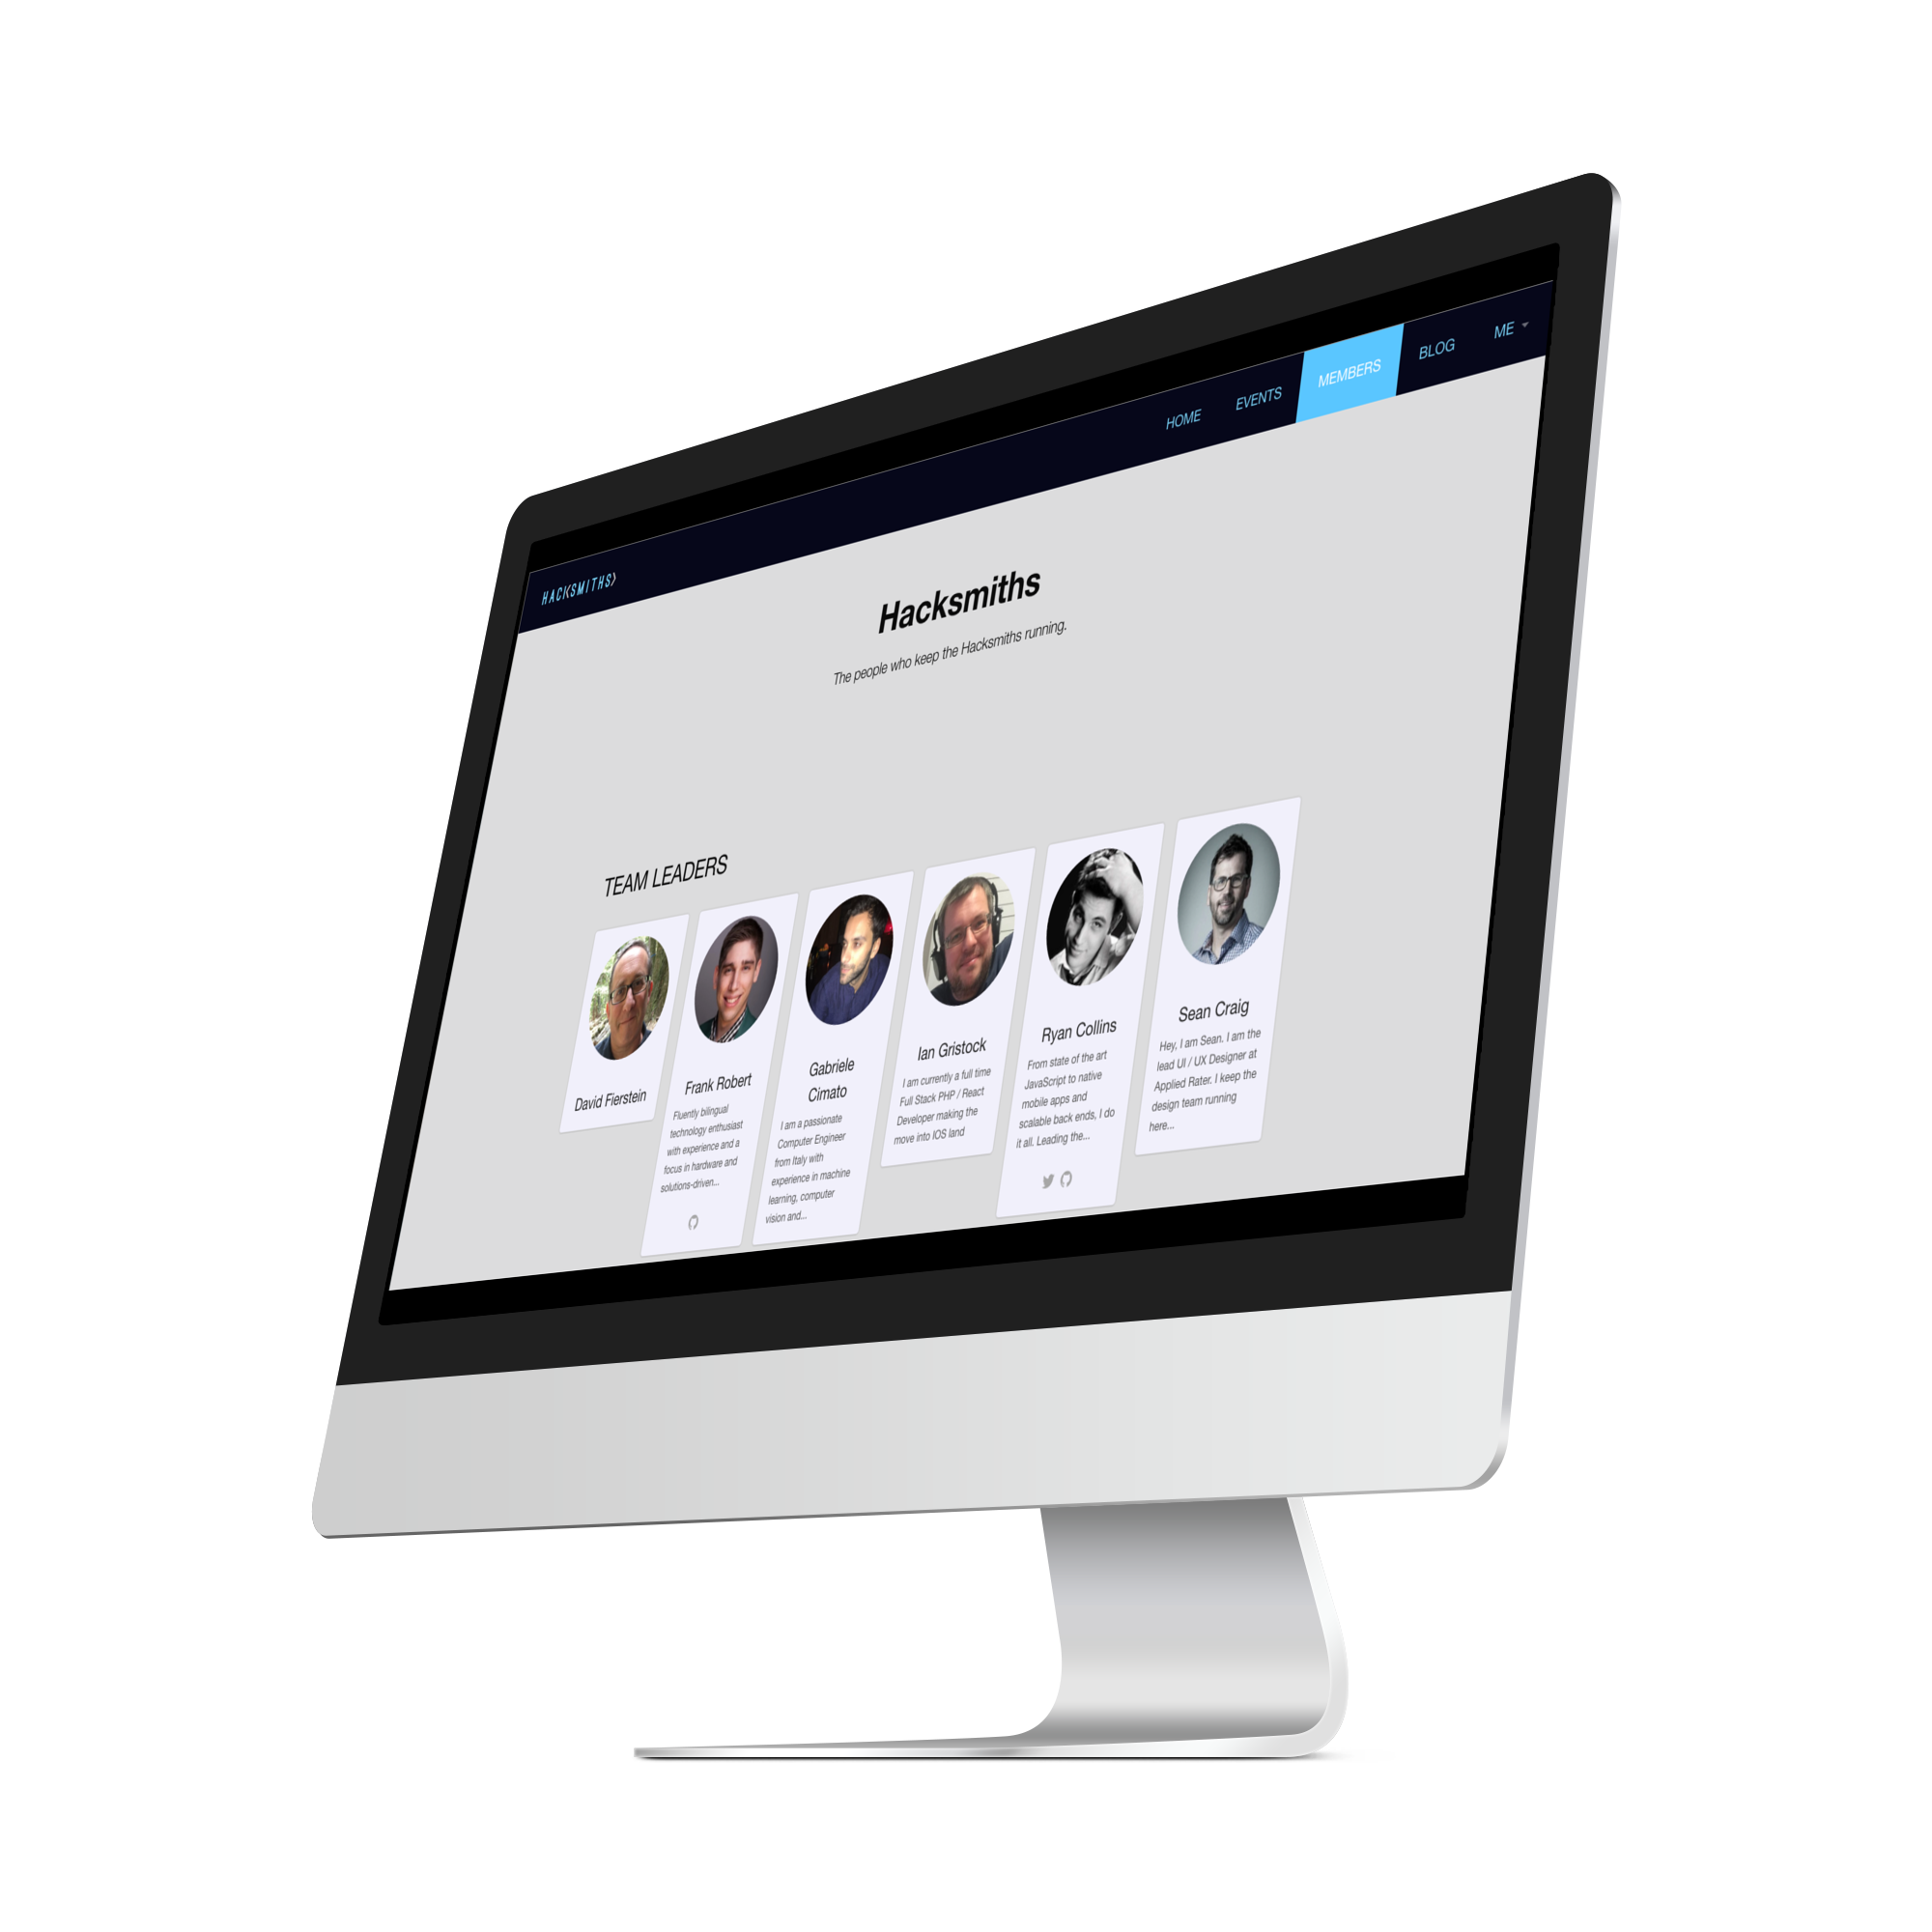 HACKSMITHS
HOME
EVENTS
MEMBERS
BLOG
ME
Hacksmiths
The people who keep the Hacksmiths running.
TEAM LEADERS
David Fierstein
Frank Robert
Fluently bilingual
technology enthusiast
with experience and a
focus in hardware and
solutions-driven...
Gabriele
Cimato
I am a passionate
Computer Engineer
from Italy with
experience in machine
learning, computer
vision and...
Ian Gristock
I am currently a full time
Full Stack PHP / React
Developer making the
move into IOS land
Ryan Collins
From state of the art
JavaScript to native
mobile apps and
scalable back ends, I do
it all. Leading the...
Sean Craig
Hey, I am Sean. I am the
lead UI / UX Designer at
Applied Rater. I keep the
design team running
here...